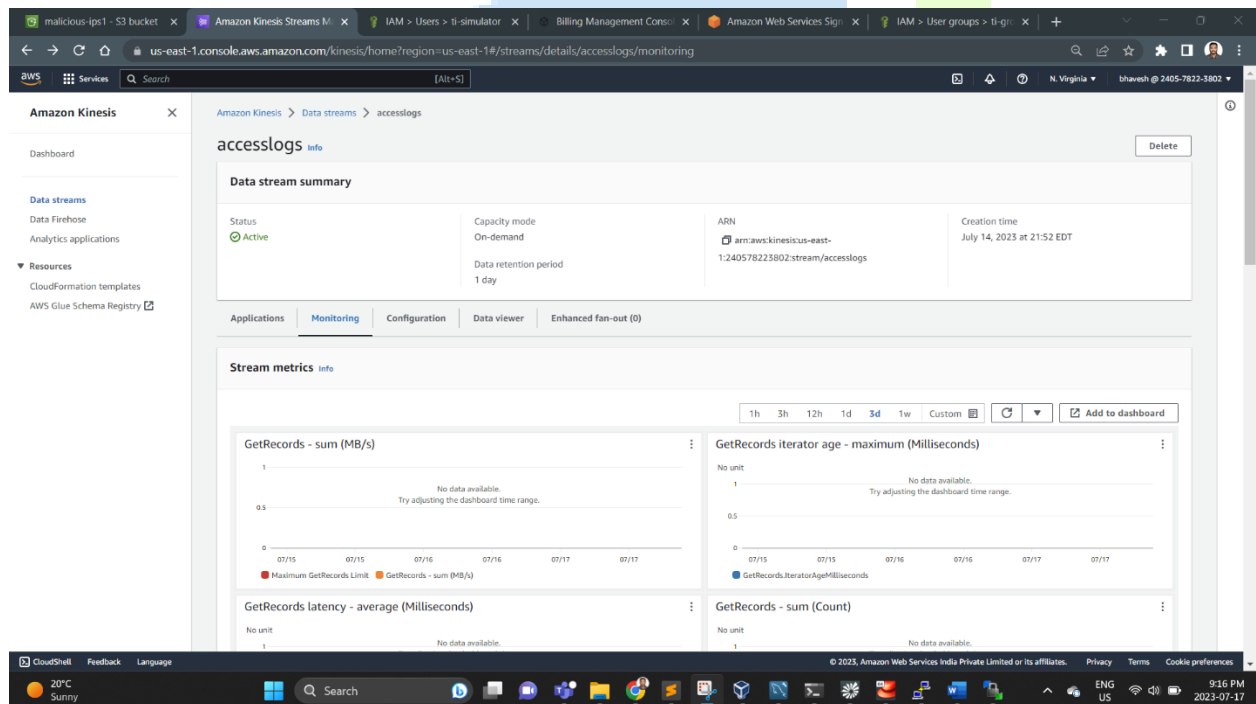 malicious-ips1 - S3 bucket
Amazon Kinesis Streams M
IAM > Users > ti-simulator
Billing Management Consol
Amazon Web Services Sign
IAM > User groups > ti-gro
us-east-1.console.aws.amazon.com/kinesis/home?region=us-east-1#/streams/details/accesslogs/monitoring
aws Services Search [Alt+S] N. Virginia bhavesh @ 2405-7822-3802
Amazon Kinesis
Dashboard
Data streams
Data Firehose
Analytics applications
Resources
CloudFormation templates
AWS Glue Schema Registry
Amazon Kinesis > Data streams > accesslogs
accesslogs Info
Delete
Data stream summary
Status
Active
Capacity mode
On-demand
Data retention period
1 day
ARN
arn:aws:kinesis:us-east-
1:240578223802:stream/accesslogs
Creation time
July 14, 2023 at 21:52 EDT
Applications Monitoring Configuration Data viewer Enhanced fan-out (0)
Stream metrics Info
1h 3h 12h 1d 3d 1w Custom Add to dashboard
GetRecords - sum (MB/s)
1
No data available.
Try adjusting the dashboard time range.
0.5
0
07/15 07/15 07/16 07/16 07/17 07/17
Maximum GetRecords Limit GetRecords - sum (MB/s)
GetRecords iterator age - maximum (Milliseconds)
No unit
1
No data available.
Try adjusting the dashboard time range.
0.5
0
07/15 07/15 07/16 07/16 07/17 07/17
GetRecords.IteratorAgeMilliseconds
GetRecords latency - average (Milliseconds)
No unit
1
No data available.
GetRecords - sum (Count)
No unit
1
No data available.
CloudShell Feedback Language © 2023, Amazon Web Services India Private Limited or its affiliates. Privacy Terms Cookie preferences
20°C
Sunny
Search
ENG
US
9:16 PM
2023-07-17